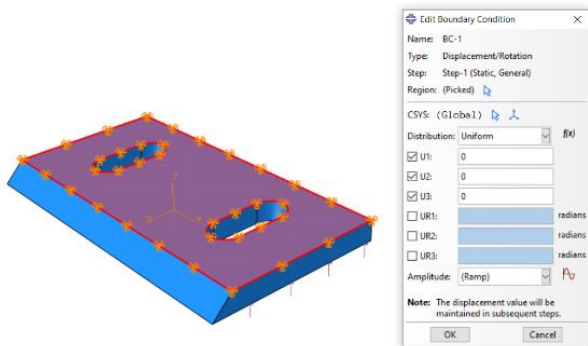 Edit Boundary Condition
Name: BC-1
Type: Displacement/Rotation
Step: Step-1 (Static, General)
Region: (Picked)
CSYS: (Global)
Distribution: Uniform f(x)
U1: 0
U2: 0
U3: 0
UR1: radians
UR2: radians
UR3: radians
Amplitude: (Ramp)
Note: The displacement value will be
maintained in subsequent steps.
OK Cancel